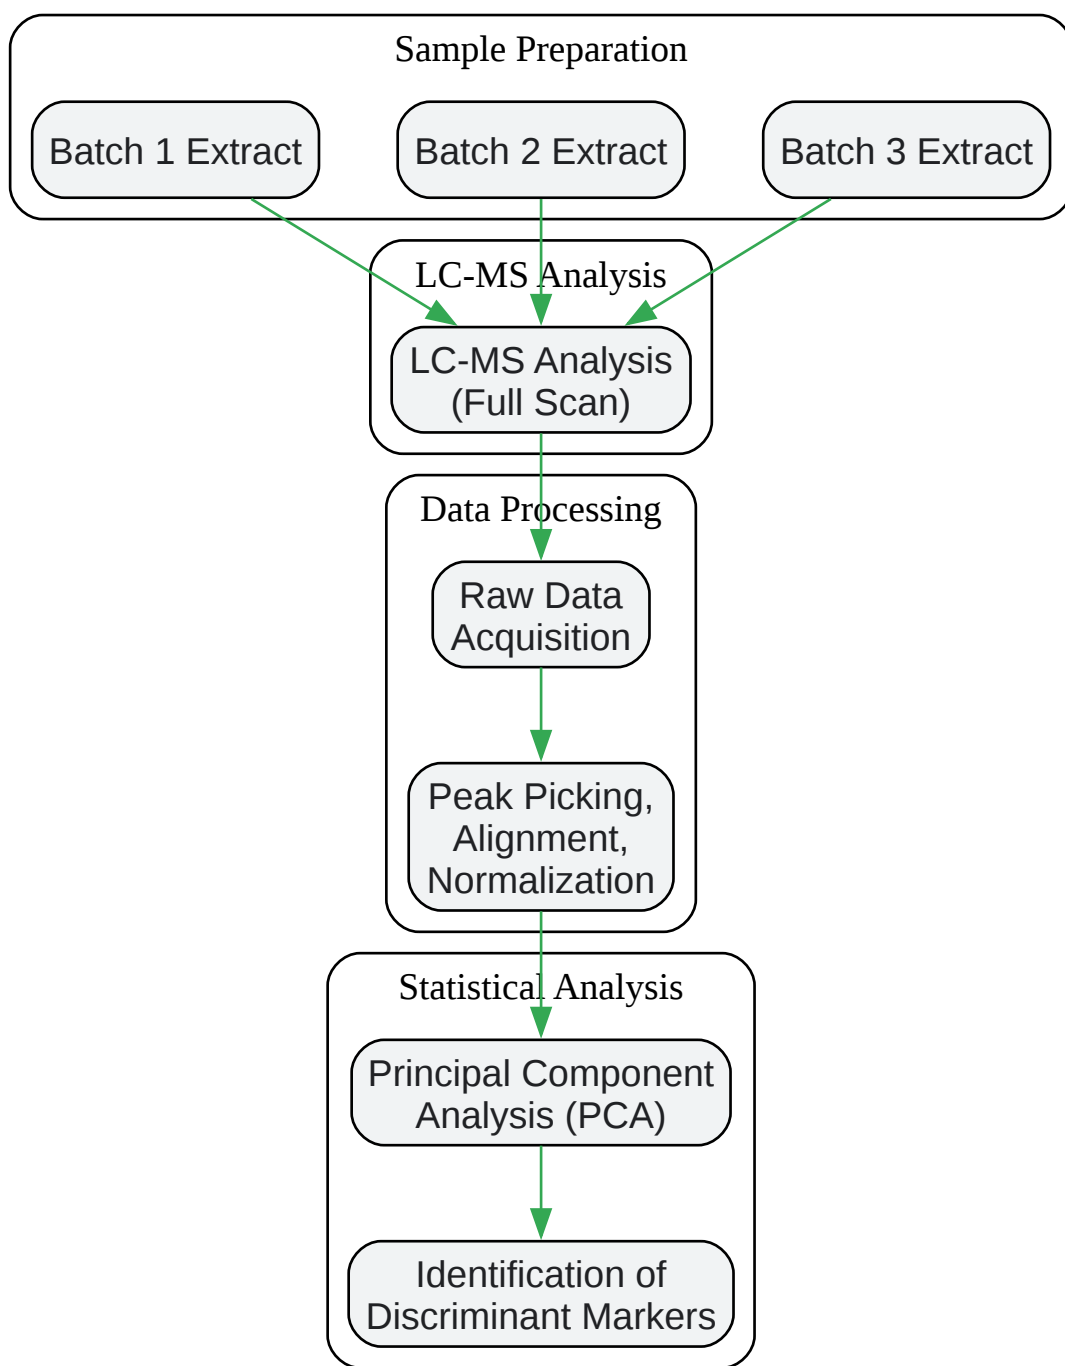 Sample Preparation
Batch 1 Extract
Batch 2 Extract
Batch 3 Extract
LC-MS Analysis
LC-MS Analysis
(Full Scan)
Data Processing
Raw Data
Acquisition
Peak Picking,
Alignment,
Normalization
Statistical Analysis
Principal Component
Analysis (PCA)
Identification of
Discriminant Markers